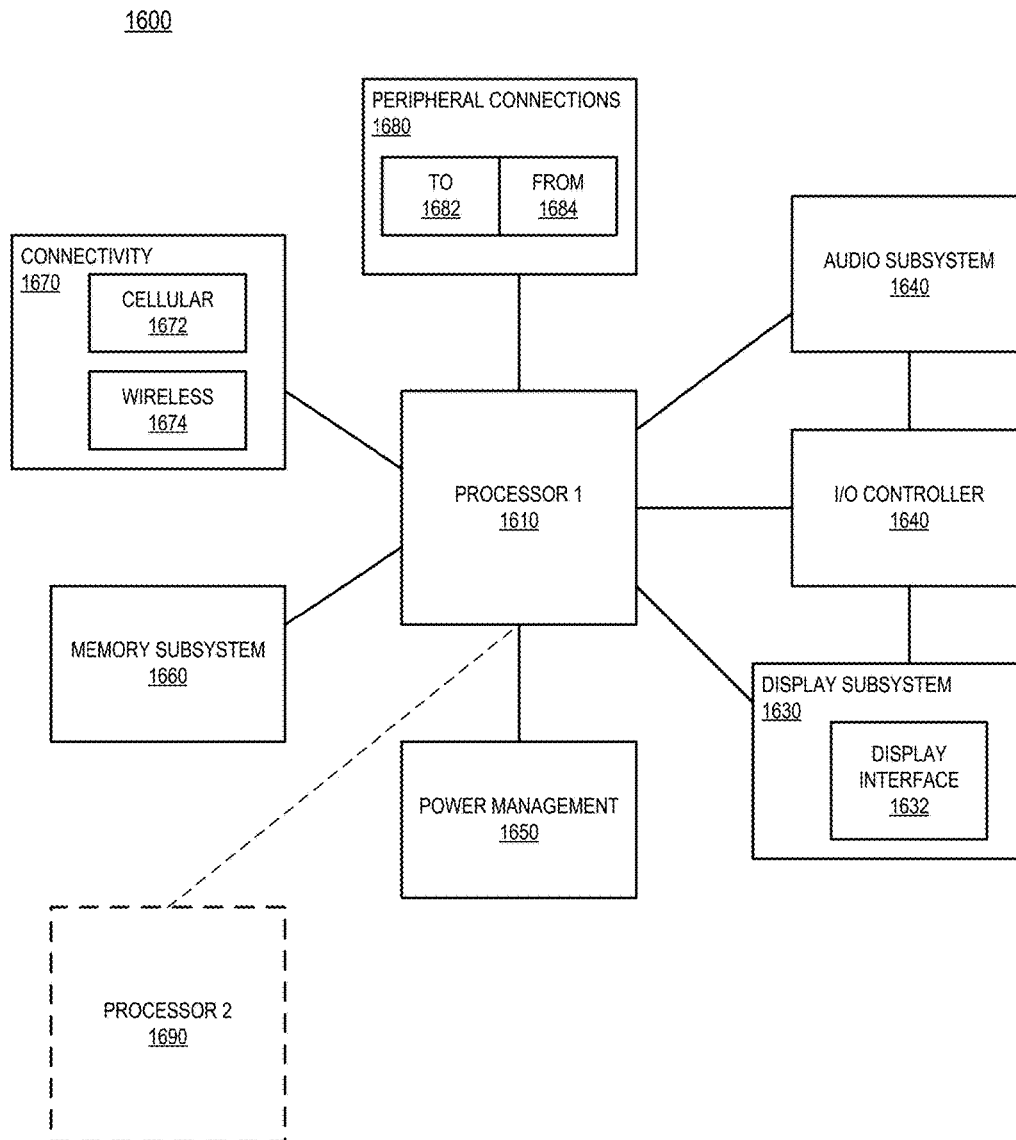 1600
PERIPHERAL CONNECTIONS
1680
TO
1682
FROM
1684
CONNECTIVITY
1670
CELLULAR
1672
WIRELESS
1674
AUDIO SUBSYSTEM
1640
PROCESSOR 1
1610
I/O CONTROLLER
1640
MEMORY SUBSYSTEM
1660
DISPLAY SUBSYSTEM
1630
DISPLAY
INTERFACE
1632
POWER MANAGEMENT
1650
PROCESSOR 2
1690